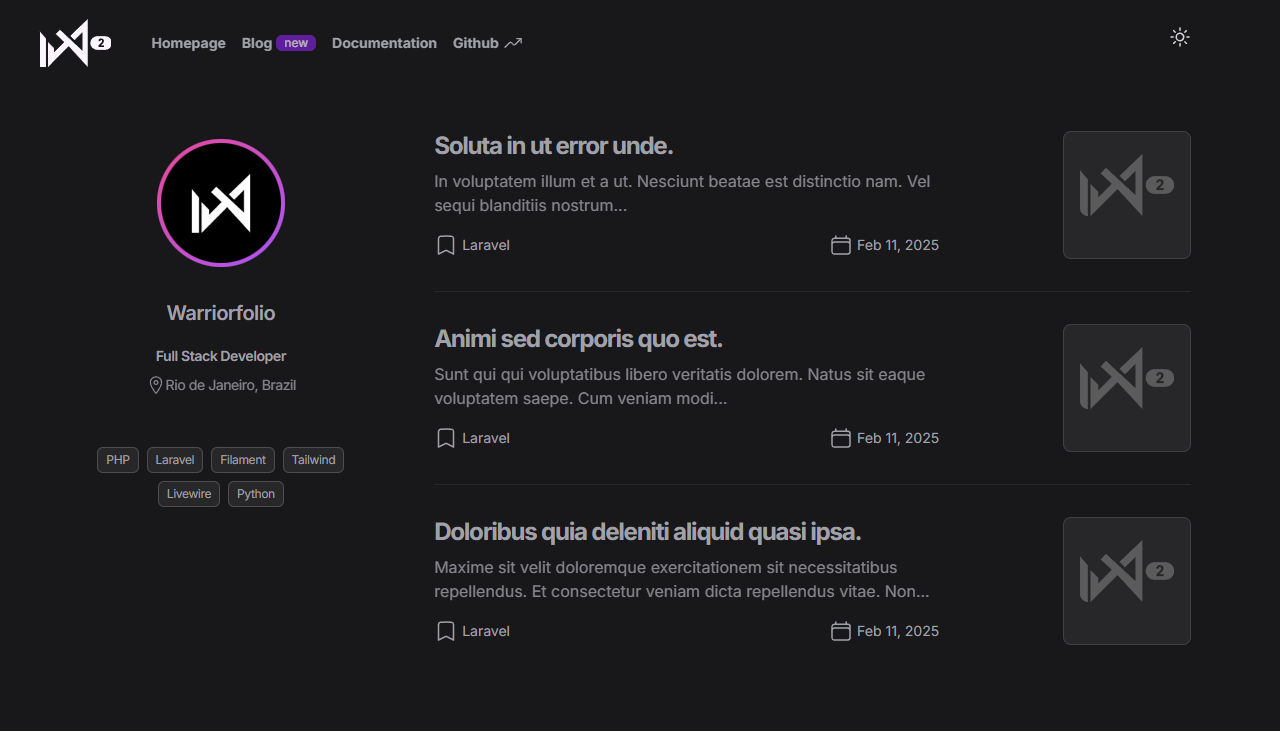 2
Homepage Blog new Documentation Github
Warriorfolio
Full Stack Developer
Rio de Janeiro, Brazil
PHP Laravel Filament Tailwind
Livewire Python
Soluta in ut error unde.
In voluptatem illum et a ut. Nesciunt beatae est distinctio nam. Vel
sequi blanditiis nostrum...
Laravel Feb 11, 2025
2
Animi sed corporis quo est.
Sunt qui qui voluptatibus libero veritatis dolorem. Natus sit eaque
voluptatem saepe. Cum veniam modi...
Laravel Feb 11, 2025
2
Doloribus quia deleniti aliquid quasi ipsa.
Maxime sit velit doloremque exercitationem sit necessitatibus
repellendus. Et consectetur veniam dicta repellendus vitae. Non...
Laravel Feb 11, 2025
2